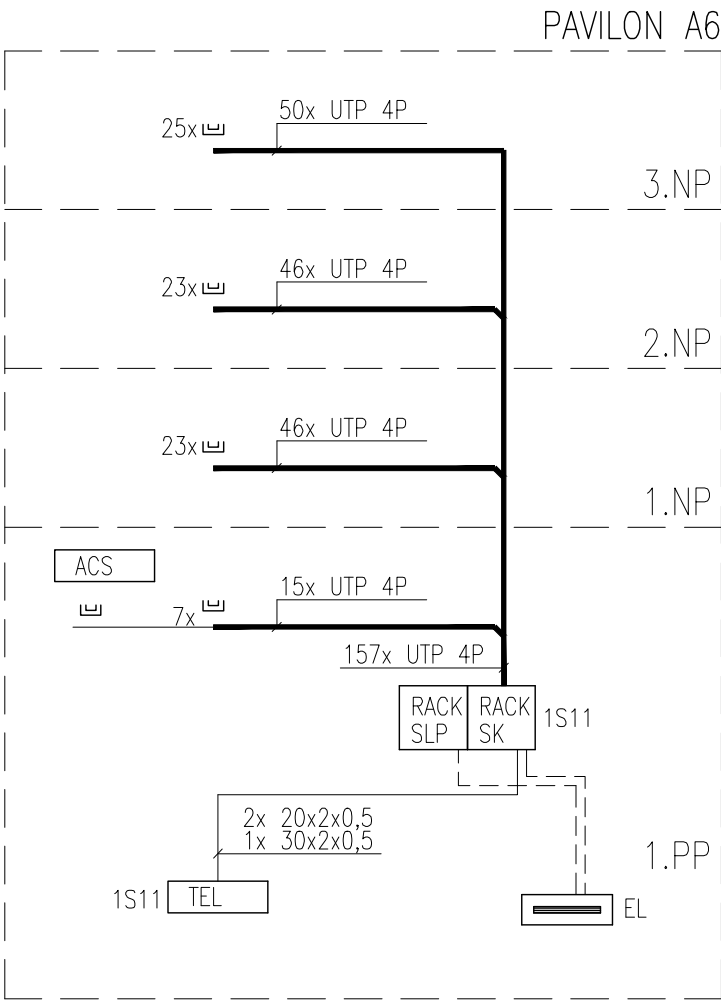 PAVILON A6
50x UTP 4P
25x
3.NP
46x UTP 4P
23x
2.NP
46x UTP 4P
23x
1.NP
ACS
15x UTP 4P
7x
157x UTP 4P
RACK SLP
RACK SK
1S11
2x 20x2x0,5
1x 30x2x0,5
1.PP
1S11
TEL
EL